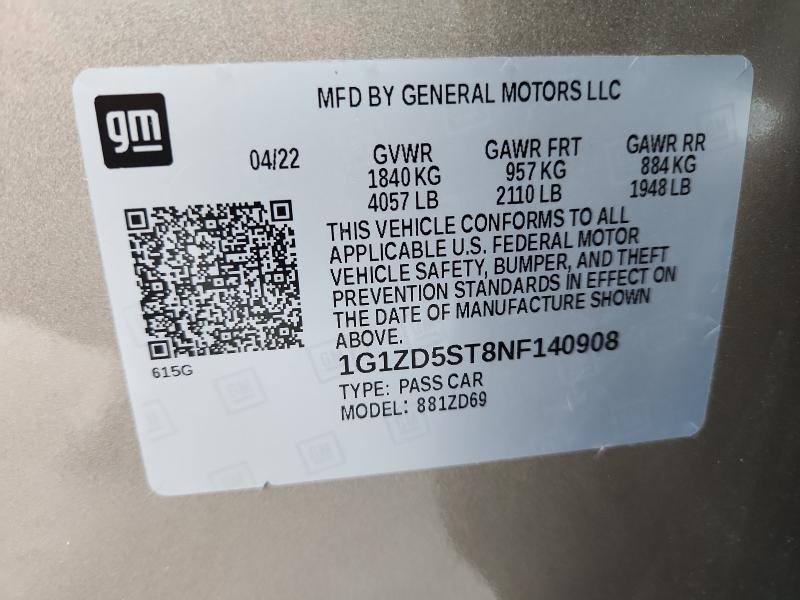 gm
MFD BY GENERAL MOTORS LLC
04/22
GVWR
1840 KG
4057 LB
GAWR FRT
957 KG
2110 LB
GAWR RR
884 KG
1948 LB
THIS VEHICLE CONFORMS TO ALL
APPLICABLE U.S. FEDERAL MOTOR
VEHICLE SAFETY, BUMPER, AND THEFT
PREVENTION STANDARDS IN EFFECT ON
THE DATE OF MANUFACTURE SHOWN
ABOVE.
615G
1G1ZD5ST8NF140908
TYPE: PASS CAR
MODEL: 881ZD69